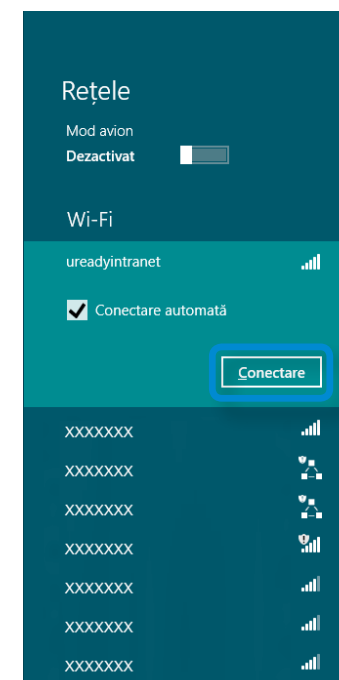 Rețele
Mod avion
Dezactivat
Wi-Fi
ureadyintranet
Conectare automată
Conectare
XXXXXXX
XXXXXXX
XXXXXXX
XXXXXXX
XXXXXXX
XXXXXXX
XXXXXXX